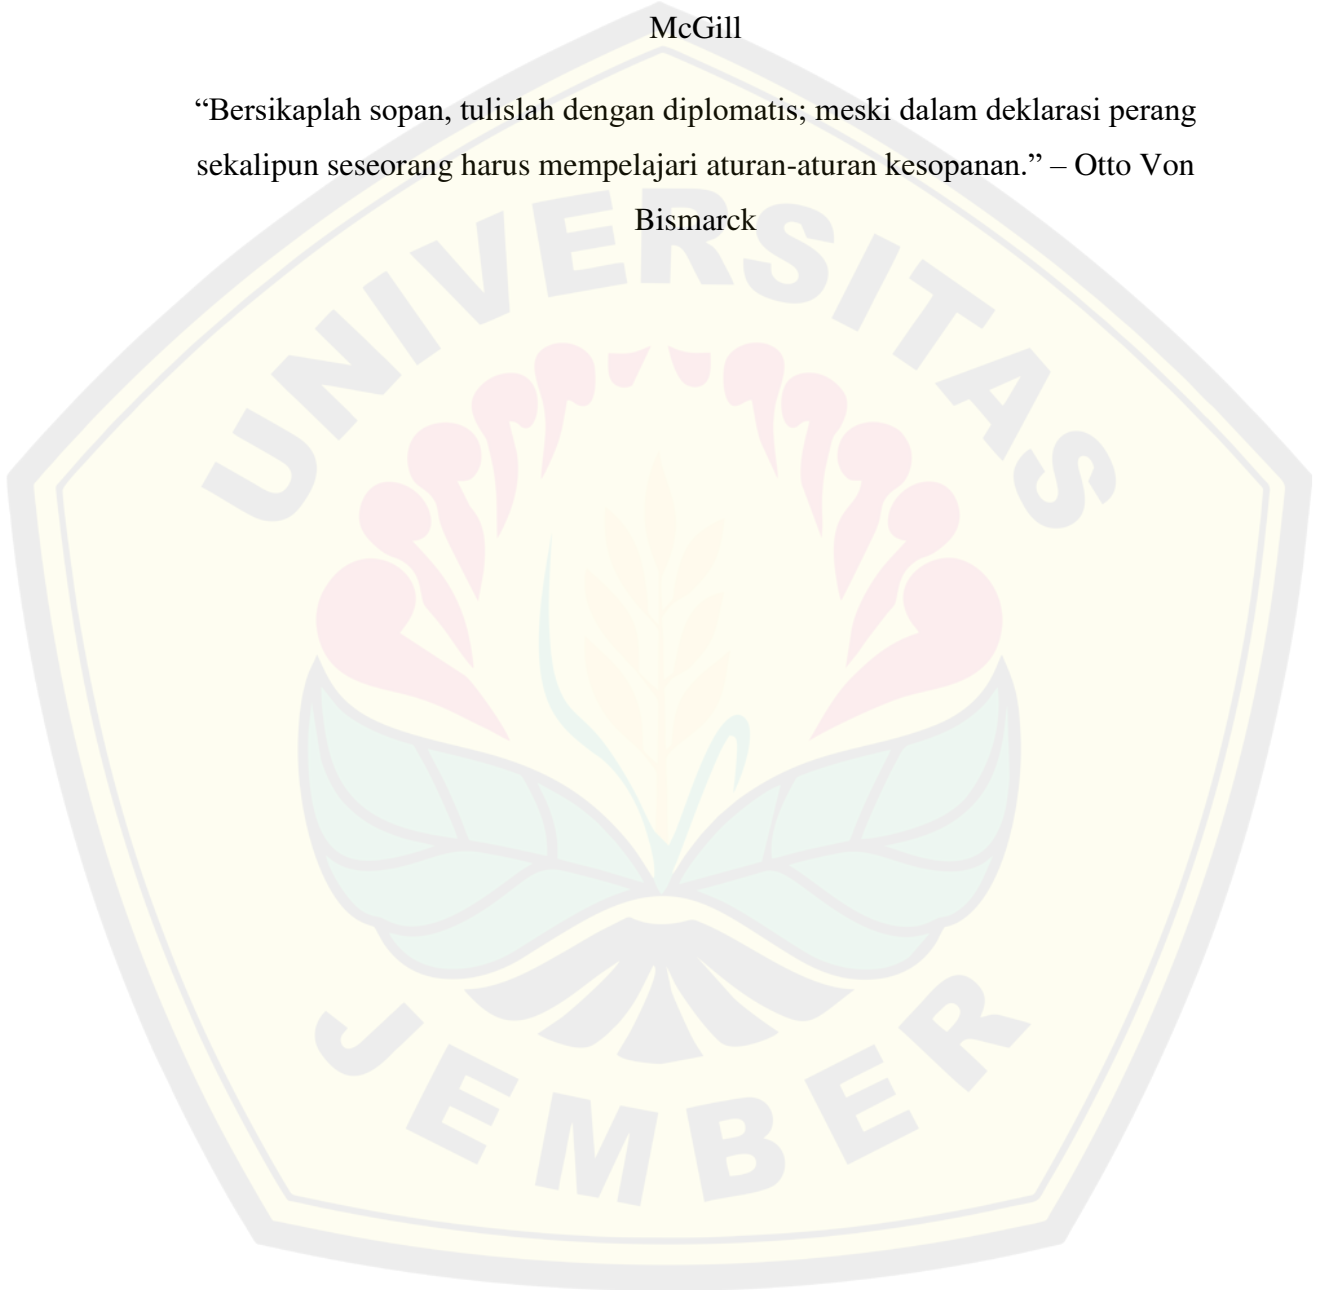 McGill
“Bersikaplah sopan, tulislah dengan diplomatis; meski dalam deklarasi perang
sekalipun seseorang harus mempelajari aturan-aturan kesopanan.” – Otto Von
Bismarck
UNIVERSITAS
JEMBER